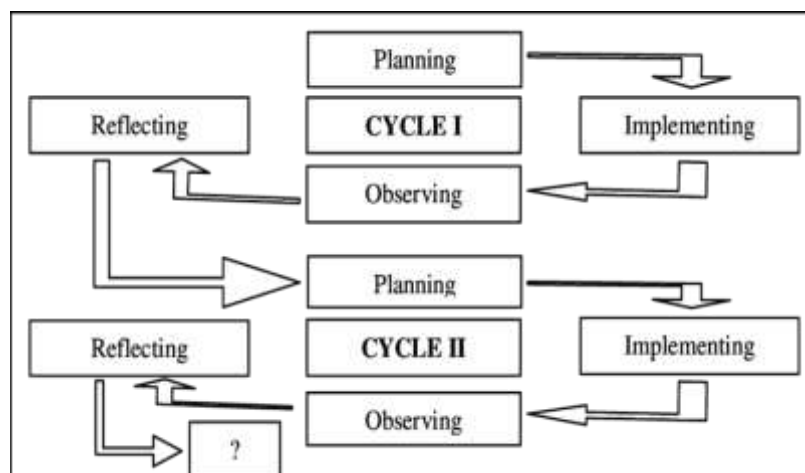 Planning
Reflecting
CYCLE I
Implementing
Observing
Planning
Reflecting
CYCLE II
Implementing
Observing
?